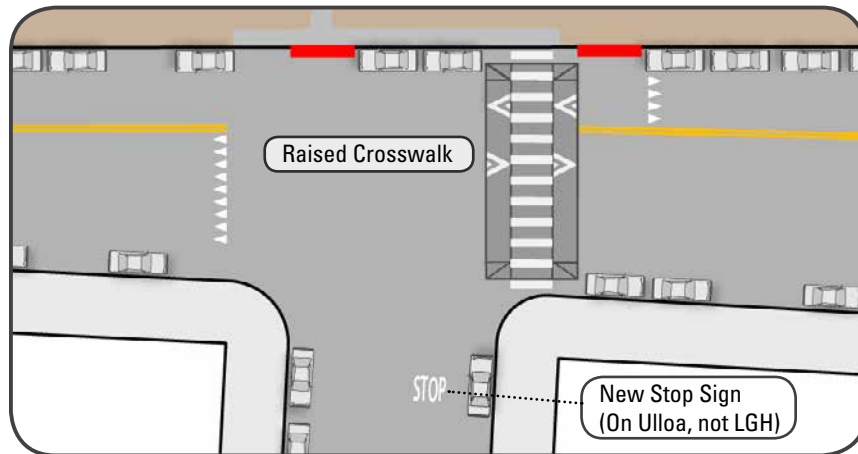 Raised Crosswalk
STOP
New Stop Sign
(On Ulloa, not LGH)